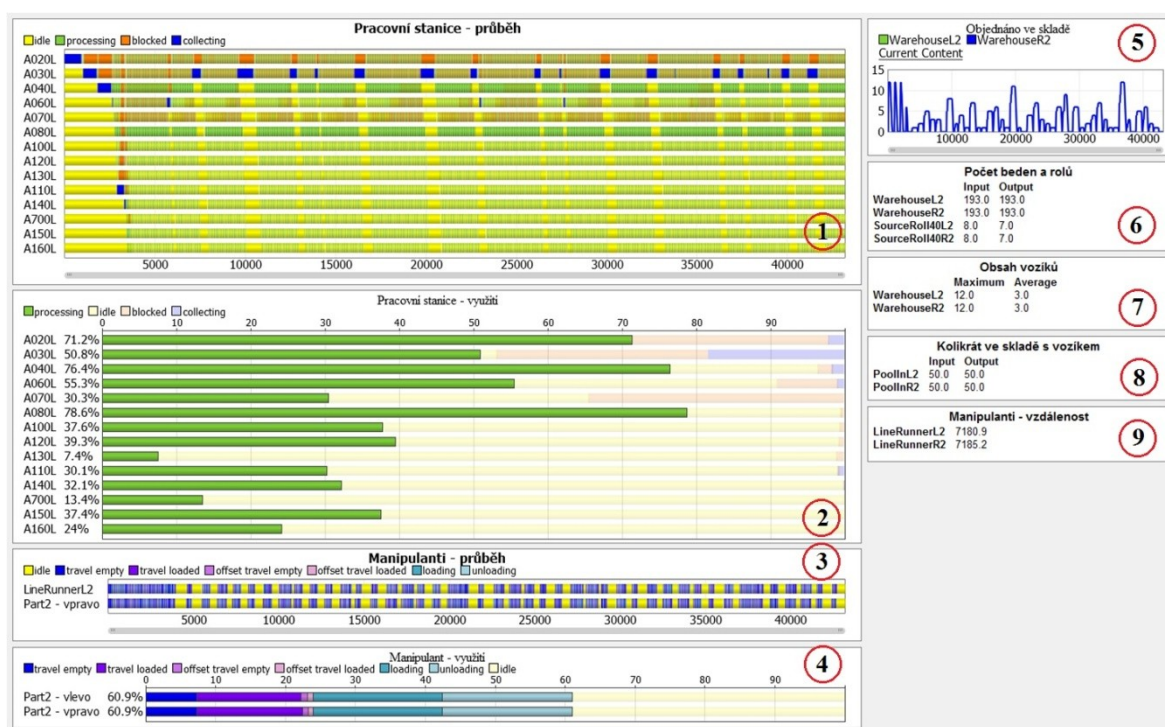 Pracovní stanice - průběh
idle processing blocked collecting
A020L
A030L
A040L
A060L
A070L
A080L
A100L
A120L
A130L
A110L
A140L
A700L
A150L
A160L
1
5000 10000 15000 20000 25000 30000 35000 40000
Pracovní stanice - využití
processing idle blocked collecting
0 10 20 30 40 50 60 70 80 90
A020L 71.2%
A030L 50.8%
A040L 76.4%
A060L 55.3%
A070L 30.3%
A080L 78.6%
A100L 37.6%
A120L 39.3%
A130L 7.4%
A110L 30.1%
A140L 32.1%
A700L 13.4%
A150L 37.4%
A160L 24%
2
Manipulanti - průběh
3
idle travel empty travel loaded offset travel empty offset travel loaded loading unloading
LineRunnerL2
Part2 - vpravo
5000 10000 15000 20000 25000 30000 35000 40000
Manipulant - využití
4
travel empty travel loaded offset travel empty offset travel loaded loading unloading idle
0 10 20 30 40 50 60 70 80 90
Part2 - vlevo 60.9%
Part2 - vpravo 60.9%
Objednáno ve skladě
5
WarehouseL2 WarehouseR2
Current Content
15
10
5
0
10000 20000 30000 40000
Počet beden a rolů
Input Output
WarehouseL2 193.0 193.0
WarehouseR2 193.0 193.0
SourceRoll40L2 8.0 7.0
SourceRoll40R2 8.0 7.0
6
Obsah vozíků
Maximum Average
WarehouseL2 12.0 3.0
WarehouseR2 12.0 3.0
7
Kolikrát ve skladě s vozíkem
Input Output
PoolInL2 50.0 50.0
PoolInR2 50.0 50.0
8
Manipulanti - vzdálenost
LineRunnerL2 7180.9
LineRunnerR2 7185.2
9